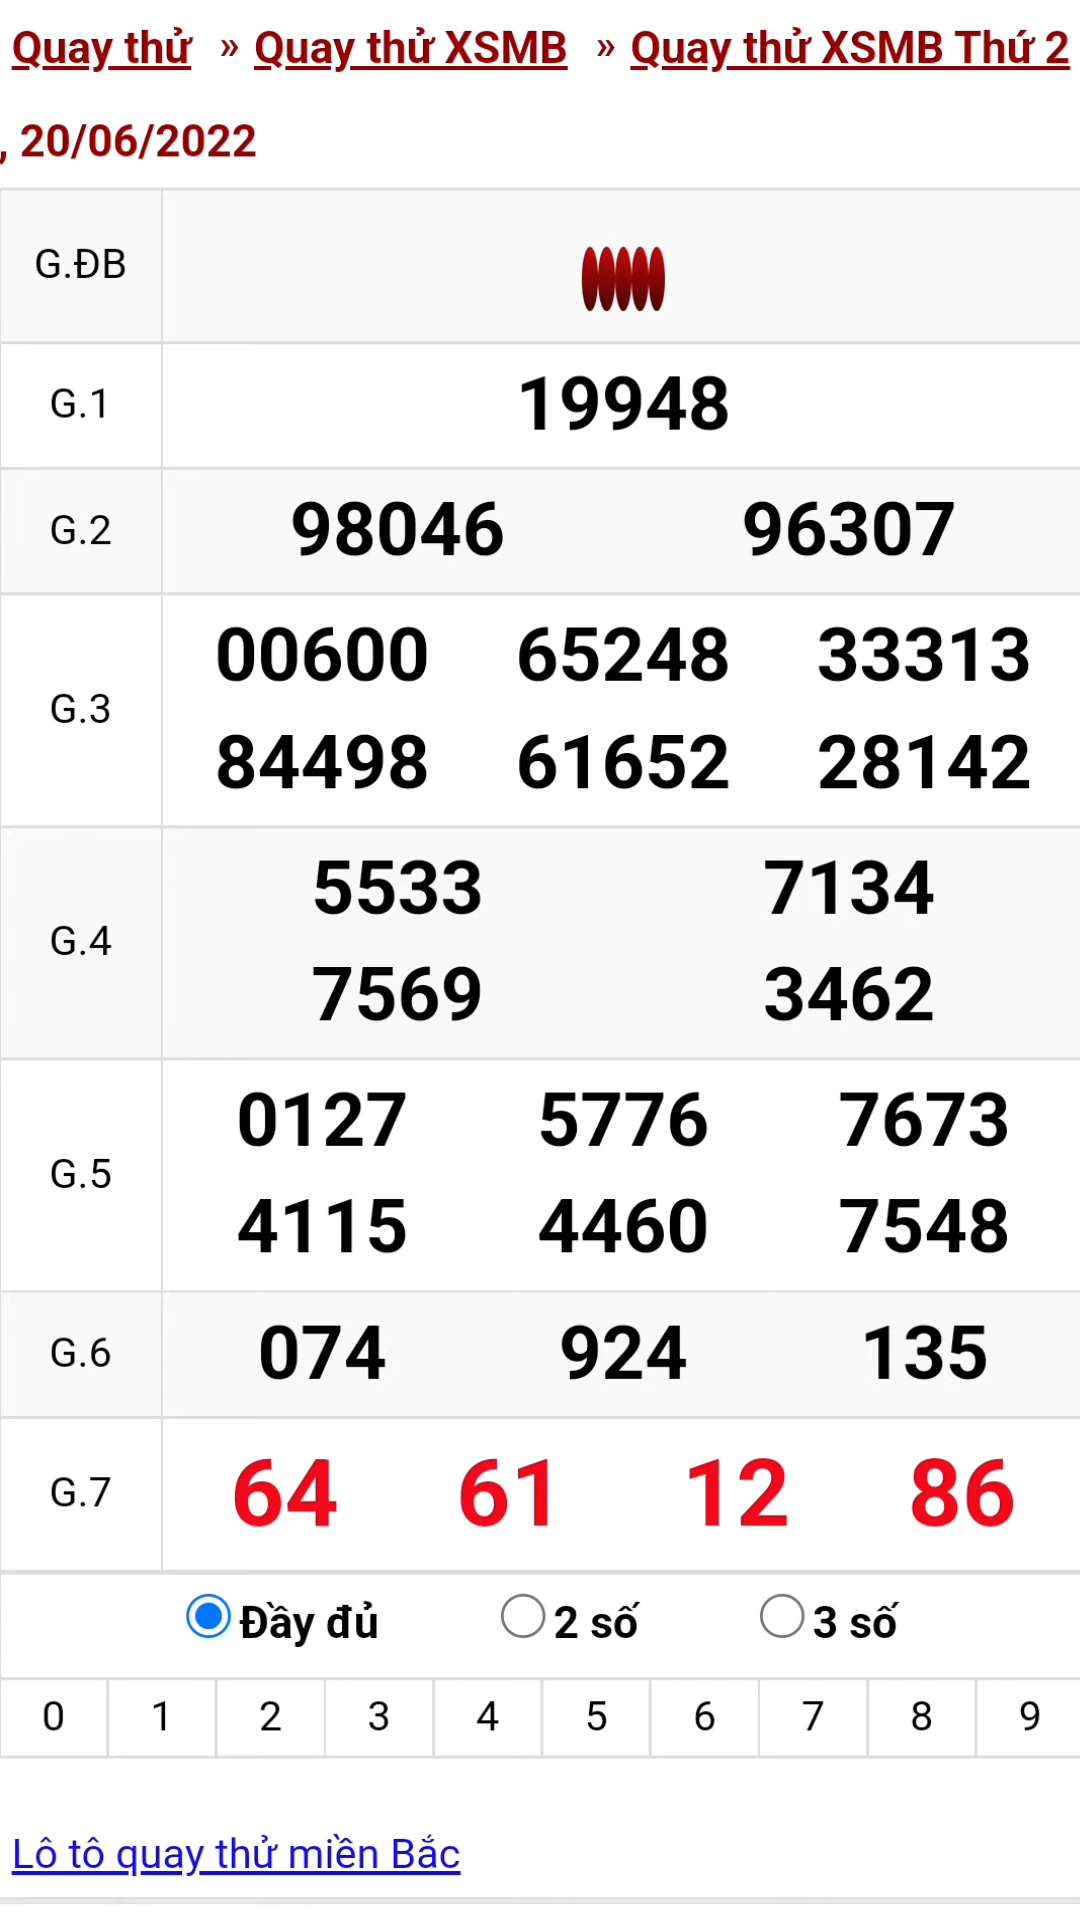 Quay thử » Quay thử XSMB » Quay thử XSMB Thứ 2
, 20/06/2022
G.ĐB
G.1 19948
G.2 98046 96307
00600 65248 33313
G.3
84498 61652 28142
5533 7134
G.4
7569 3462
0127 5776 7673
G.5
4115 4460 7548
G.6 074 924 135
G.7 64 61 12 86
Đầy đủ 2 số 3 số
0 1 2 3 4 5 6 7 8 9
Lô tô quay thử miền Bắc